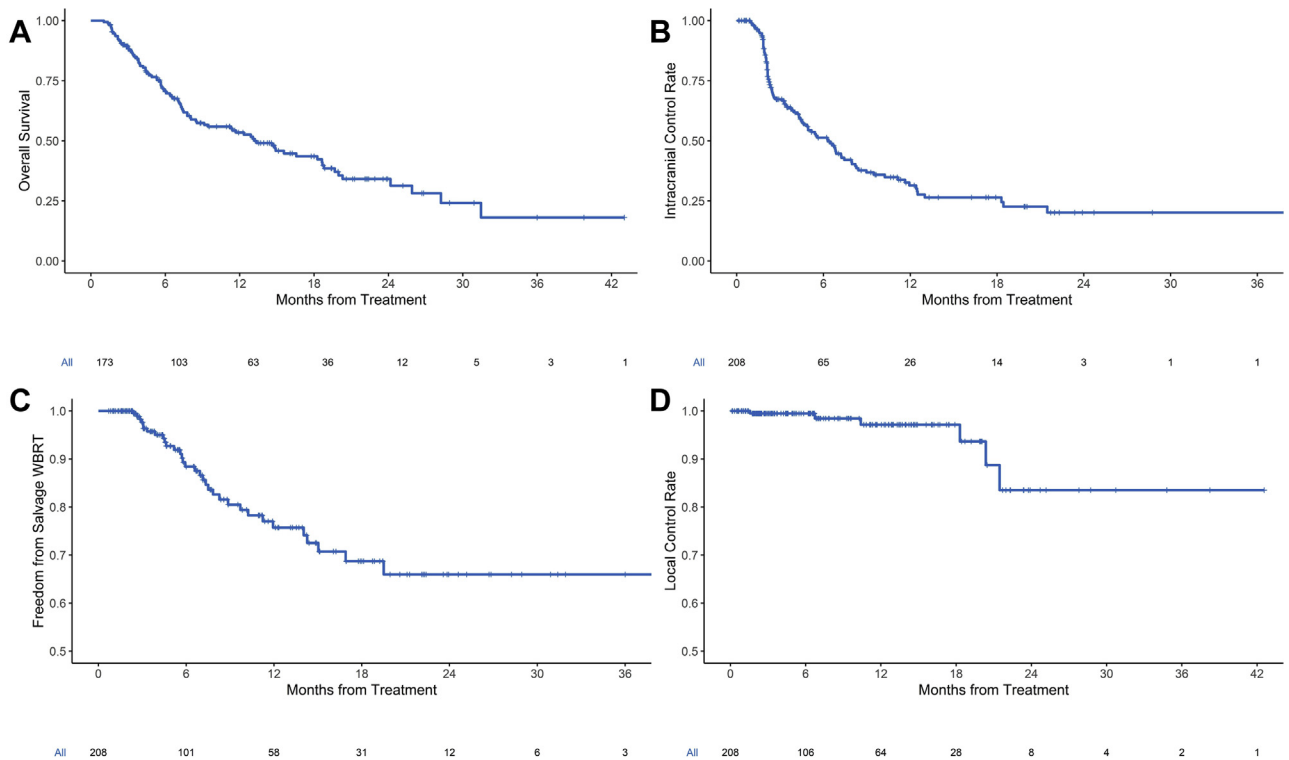 A
Overall Survival
1.00
0.75
0.50
0.25
0.00
0 6 12 18 24 30 36 42
Months from Treatment
All 173 103 63 36 12 5 3 1
B
Intracranial Control Rate
1.00
0.75
0.50
0.25
0.00
0 6 12 18 24 30 36
Months from Treatment
All 208 65 26 14 3 1 1
C
Freedom from Salvage WBRT
1.0
0.9
0.8
0.7
0.6
0.5
0 6 12 18 24 30 36
Months from Treatment
All 208 101 58 31 12 6 3
D
Local Control Rate
1.0
0.9
0.8
0.7
0.6
0.5
0 6 12 18 24 30 36 42
Months from Treatment
All 208 106 64 28 8 4 2 1